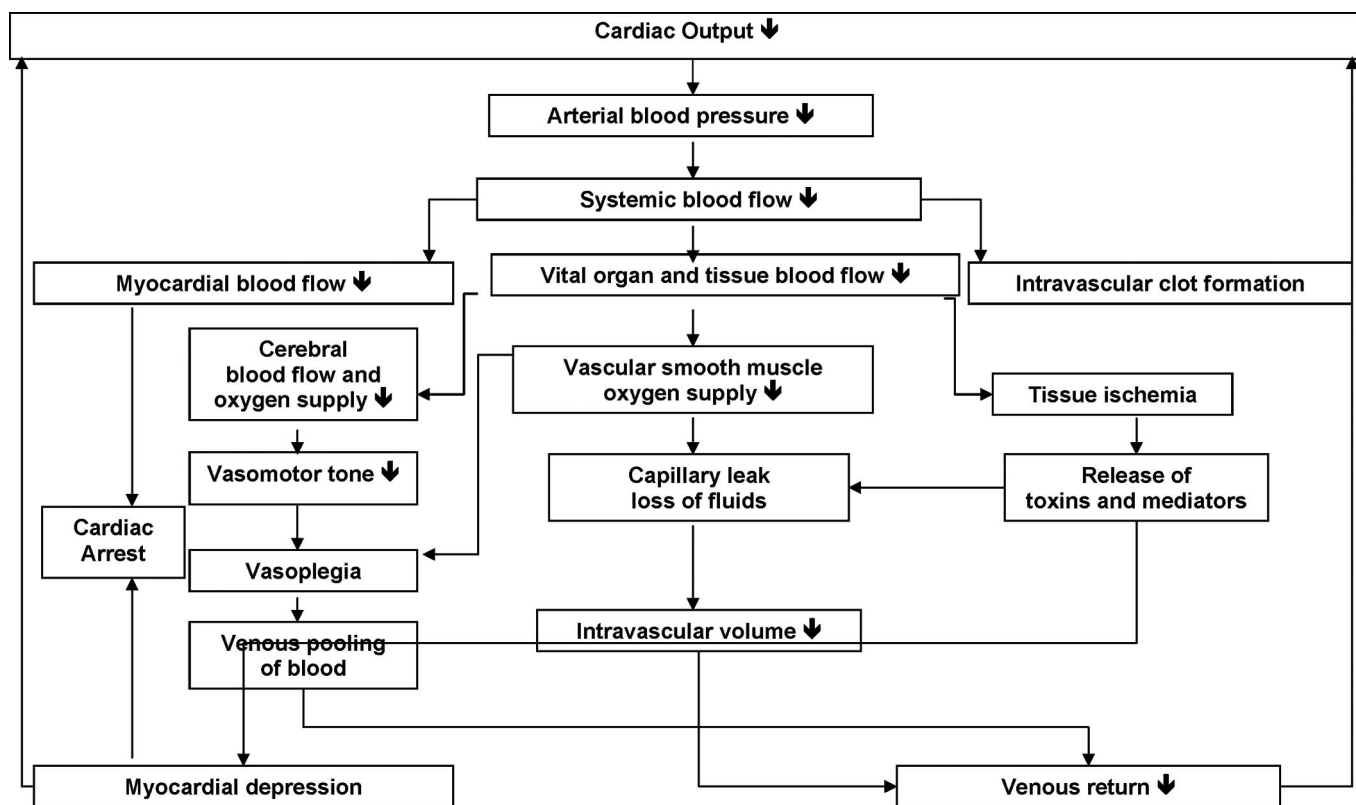 Cardiac Output 🡻
Arterial blood pressure 🡻
Systemic blood flow 🡻
Myocardial blood flow 🡻
Vital organ and tissue blood flow 🡻
Intravascular clot formation
Cerebral
blood flow and
oxygen supply 🡻
Vascular smooth muscle
oxygen supply 🡻
Tissue ischemia
Vasomotor tone 🡻
Capillary leak
loss of fluids
Release of
toxins and mediators
Cardiac
Arrest
Vasoplegia
Venous pooling
of blood
Intravascular volume 🡻
Myocardial depression
Venous return 🡻